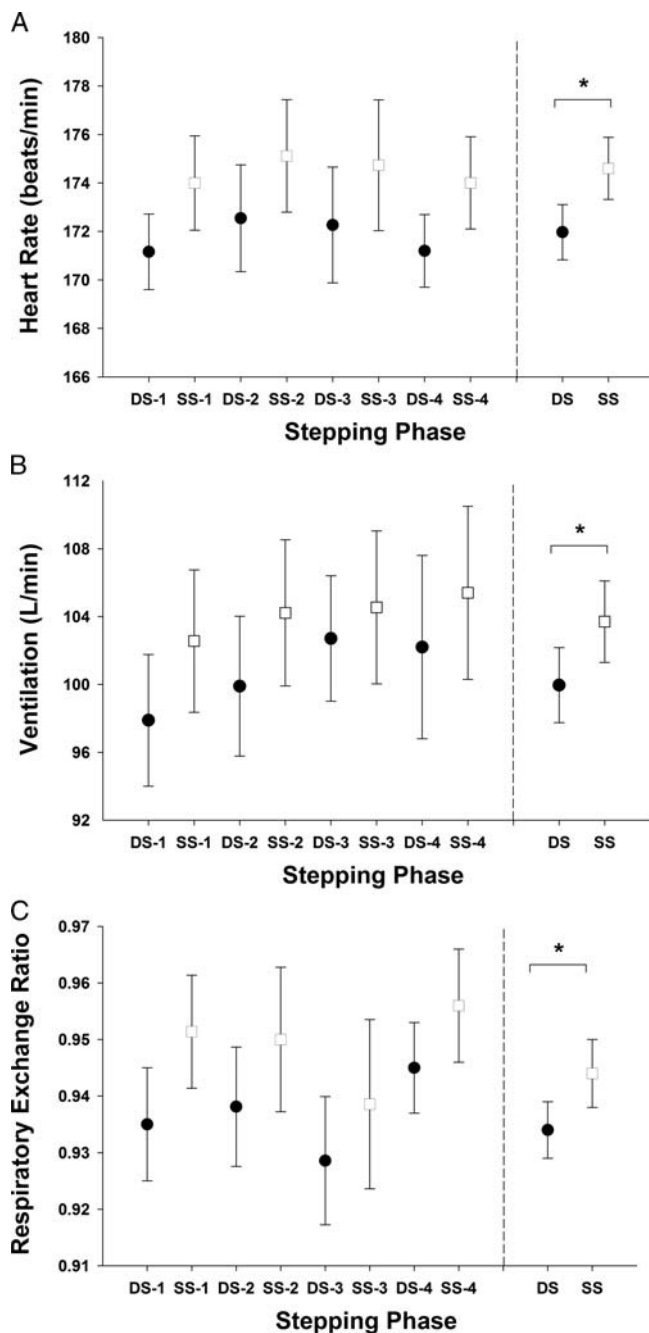 A
Heart Rate (beats/min)
180
178
176
174
172
170
168
166
*
DS-1 SS-1 DS-2 SS-2 DS-3 SS-3 DS-4 SS-4 DS SS
Stepping Phase
B
Ventilation (L/min)
112
108
104
100
96
92
*
DS-1 SS-1 DS-2 SS-2 DS-3 SS-3 DS-4 SS-4 DS SS
Stepping Phase
C
Respiratory Exchange Ratio
0.97
0.96
0.95
0.94
0.93
0.92
0.91
*
DS-1 SS-1 DS-2 SS-2 DS-3 SS-3 DS-4 SS-4 DS SS
Stepping Phase